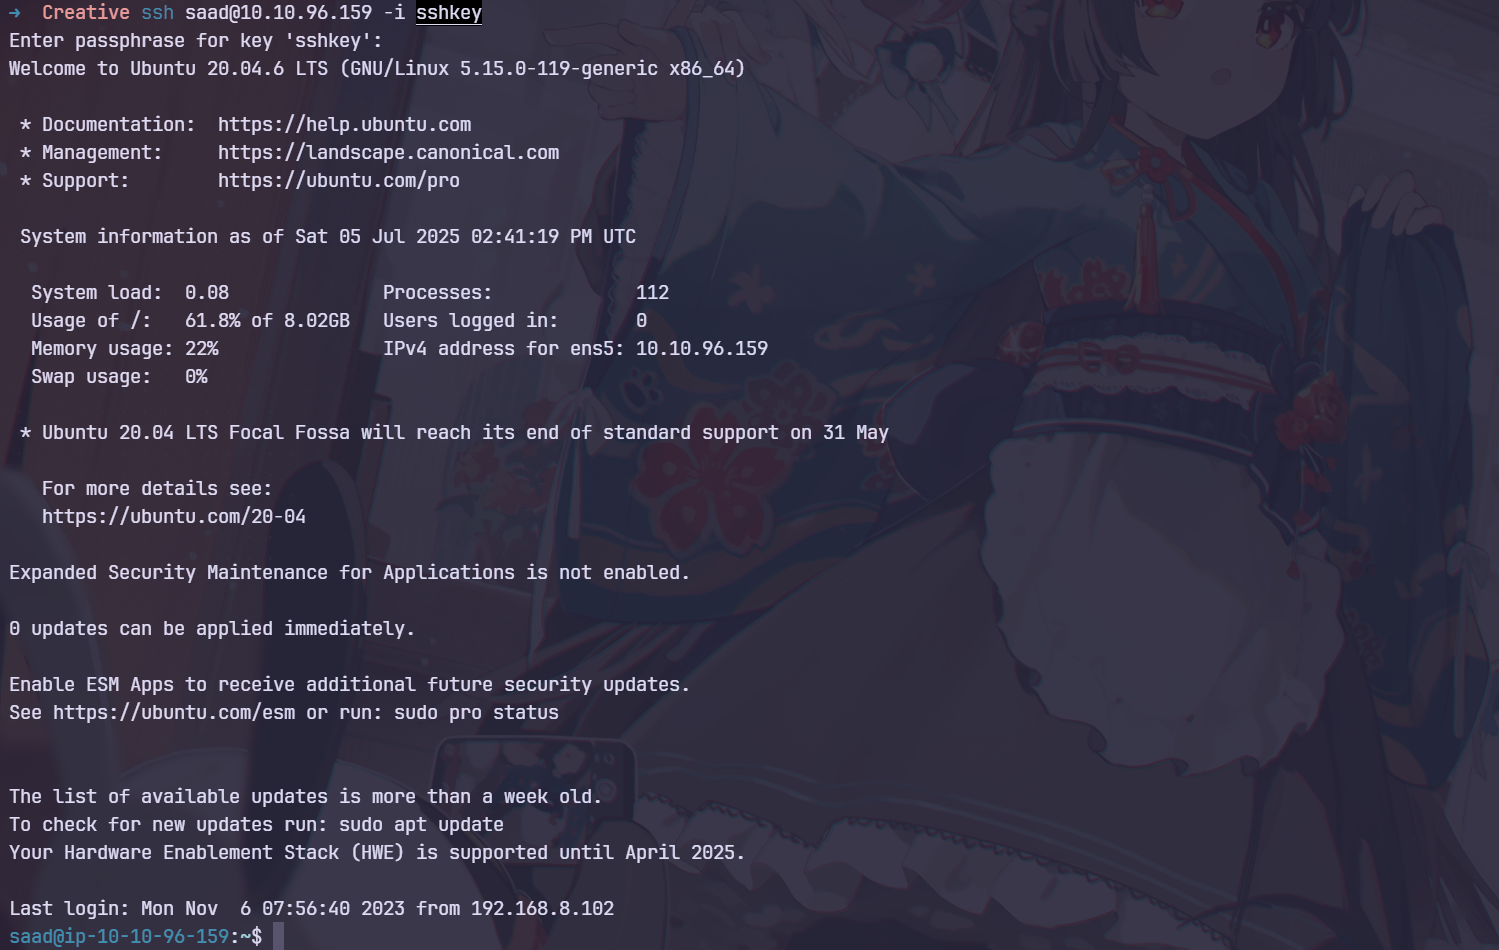 →  Creative ssh saad@10.10.96.159 -i sshkey
Enter passphrase for key 'sshkey':
Welcome to Ubuntu 20.04.6 LTS (GNU/Linux 5.15.0-119-generic x86_64)

 * Documentation:  https://help.ubuntu.com
 * Management:     https://landscape.canonical.com
 * Support:        https://ubuntu.com/pro

 System information as of Sat 05 Jul 2025 02:41:19 PM UTC

  System load:  0.08              Processes:             112
  Usage of /:   61.8% of 8.02GB   Users logged in:       0
  Memory usage: 22%               IPv4 address for ens5: 10.10.96.159
  Swap usage:   0%

 * Ubuntu 20.04 LTS Focal Fossa will reach its end of standard support on 31 May

   For more details see:
   https://ubuntu.com/20-04

Expanded Security Maintenance for Applications is not enabled.

0 updates can be applied immediately.

Enable ESM Apps to receive additional future security updates.
See https://ubuntu.com/esm or run: sudo pro status


The list of available updates is more than a week old.
To check for new updates run: sudo apt update
Your Hardware Enablement Stack (HWE) is supported until April 2025.

Last login: Mon Nov  6 07:56:40 2023 from 192.168.8.102
saad@ip-10-10-96-159:~$